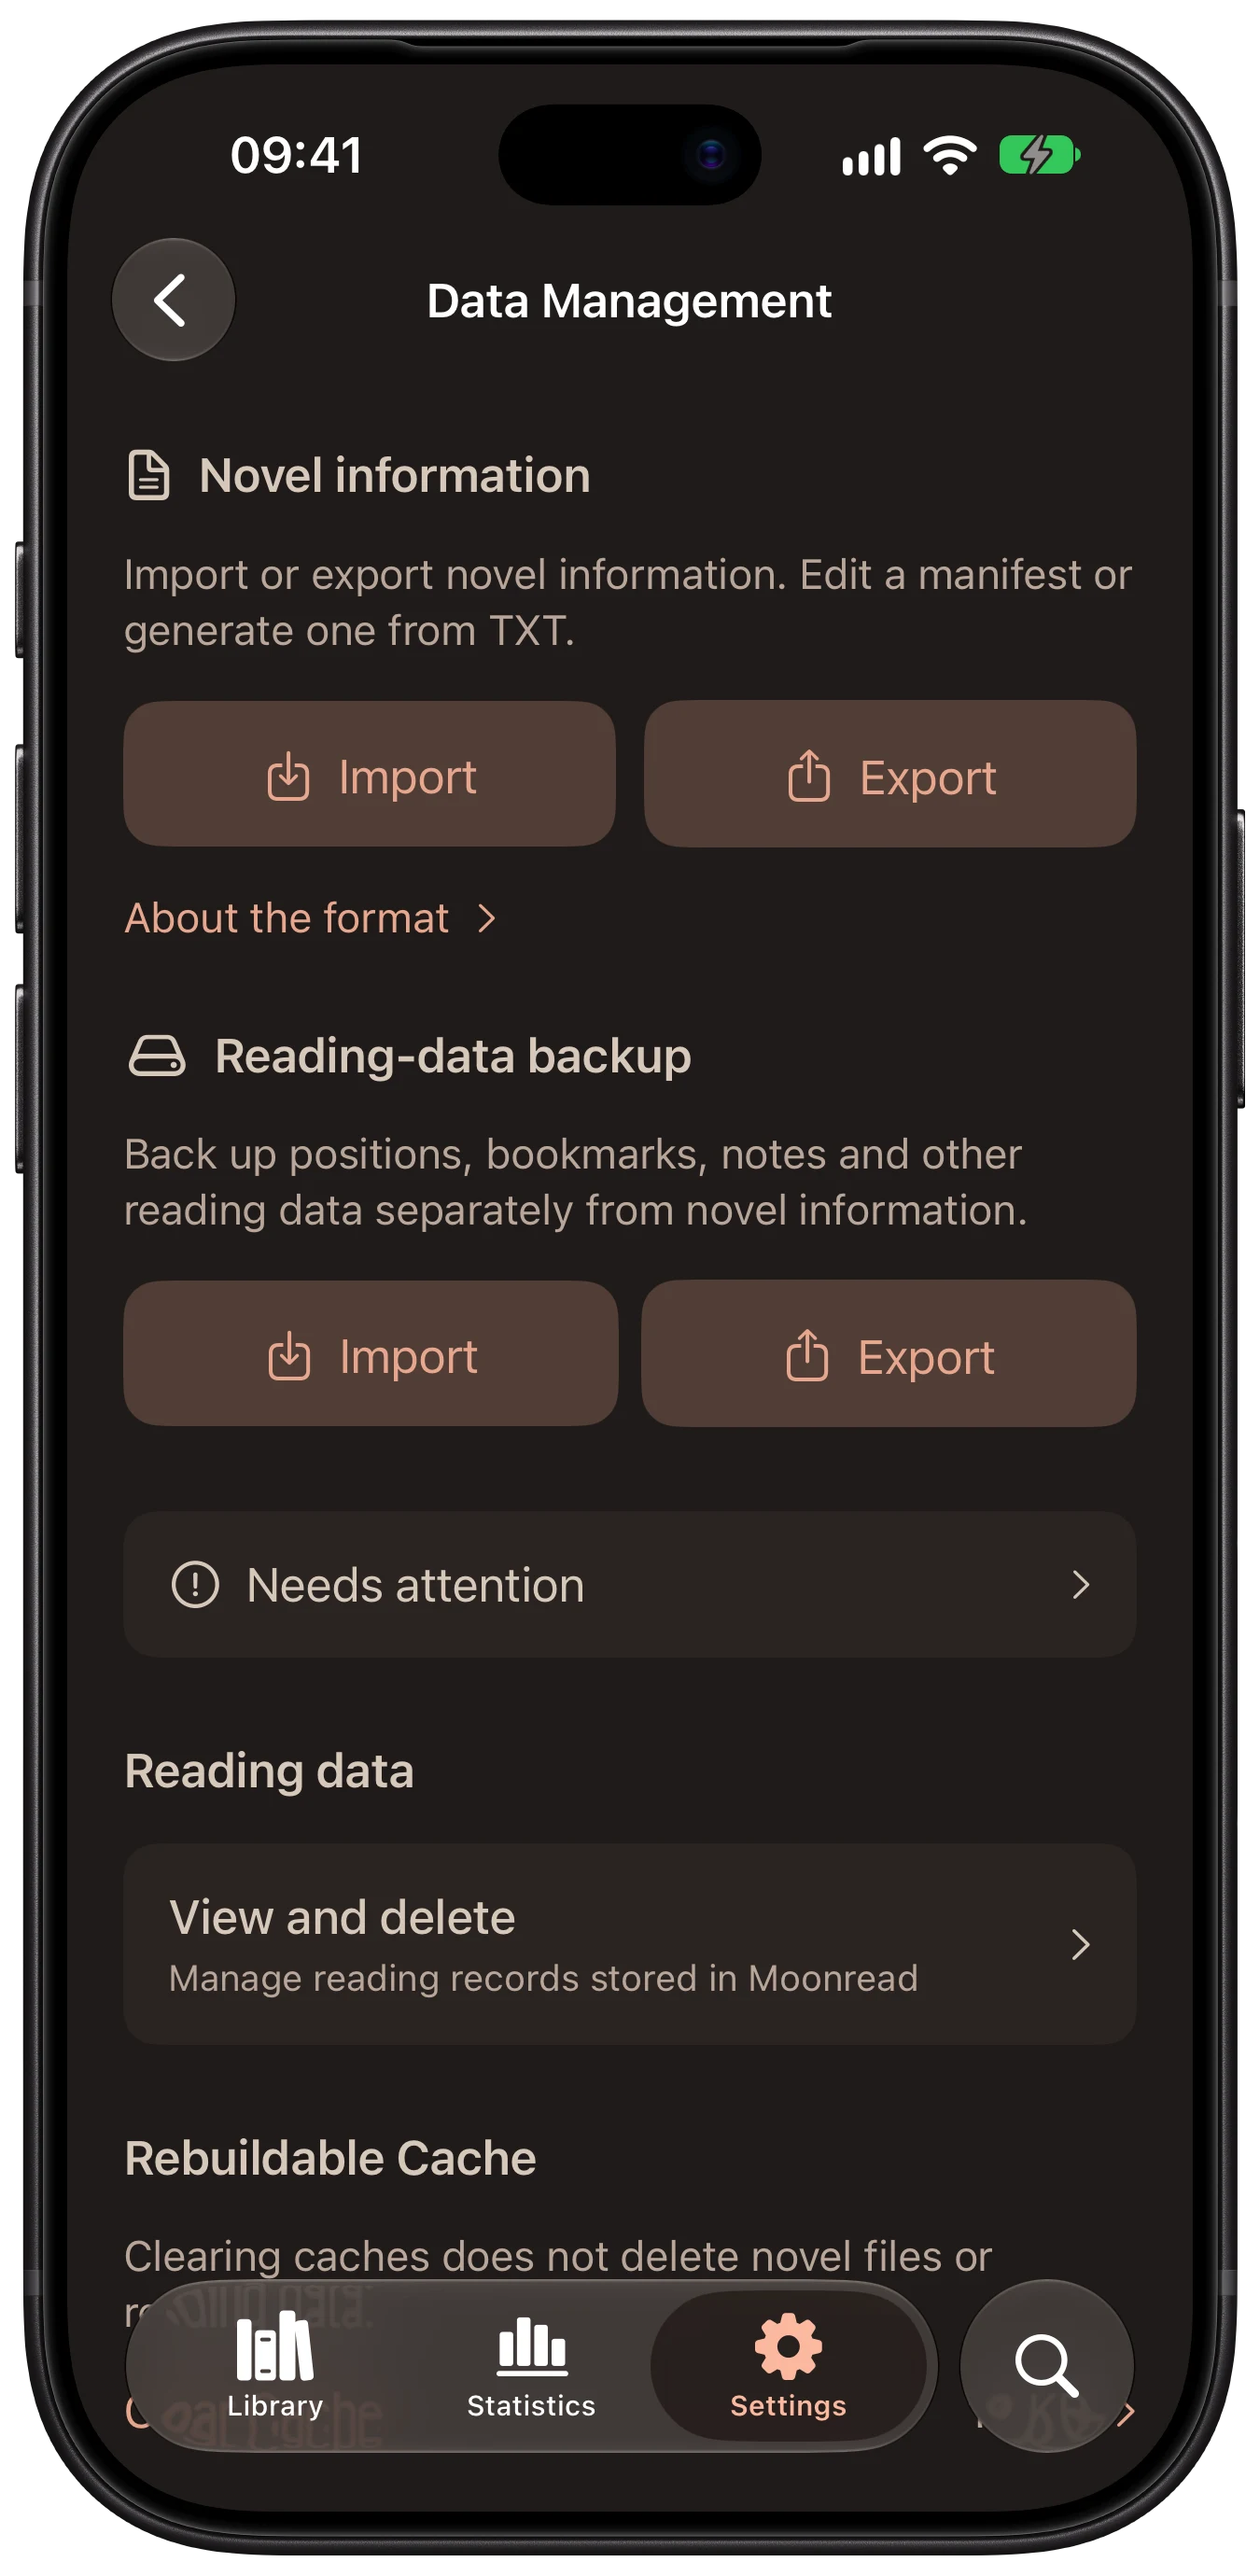 09:41
Data Management
Novel information
Import or export novel information. Edit a manifest or
generate one from TXT.
Import
Export
About the format
Reading-data backup
Back up positions, bookmarks, notes and other
reading data separately from novel information.
Import
Export
Needs attention
Reading data
View and delete
Manage reading records stored in Moonread
Rebuildable Cache
Clearing caches does not delete novel files or
Library
Statistics
Settings